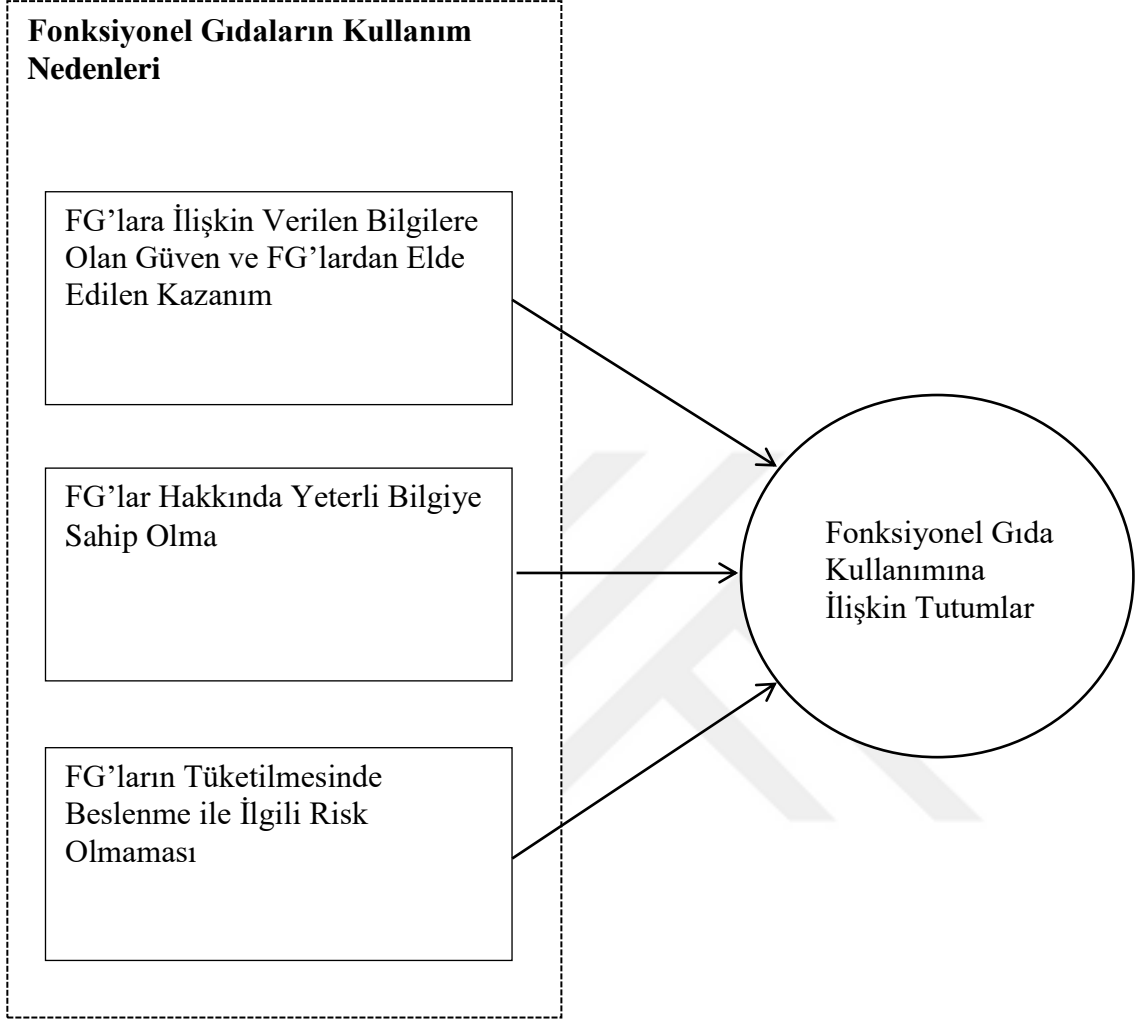 Fonksiyonel Gıdaların Kullanım
Nedenleri
FG’lara İlişkin Verilen Bilgilere
Olan Güven ve FG’lardan Elde
Edilen Kazanım
FG’lar Hakkında Yeterli Bilgiye
Sahip Olma
FG’ların Tüketilmesinde
Beslenme ile İlgili Risk
Olmaması
Fonksiyonel Gıda
Kullanımına
İlişkin Tutumlar